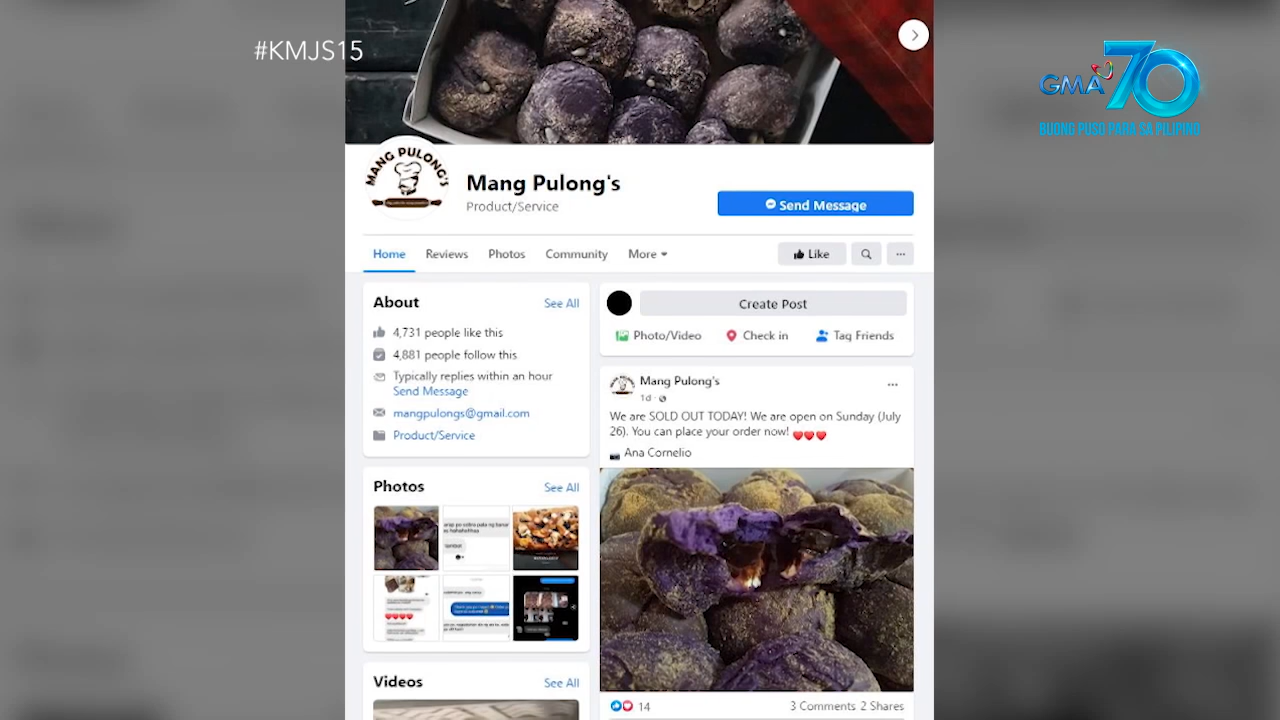 #KMJS15
GMA 70
BUONG PUSO PARA SA PILIPINO
MANG PULONG'S
Mang Pulong's
Product/Service
Send Message
Home Reviews Photos Community More
Like
About See All
4,731 people like this
4,881 people follow this
Typically replies within an hour
Send Message
mangpulongs@gmail.com
Product/Service
Photos See All
Videos See All
Create Post
Photo/Video Check in Tag Friends
Mang Pulong's
1d
We are SOLD OUT TODAY! We are open on Sunday (July
26). You can place your order now! ❤️❤️❤️
📷 Ana Cornelio
14 3 Comments 2 Shares